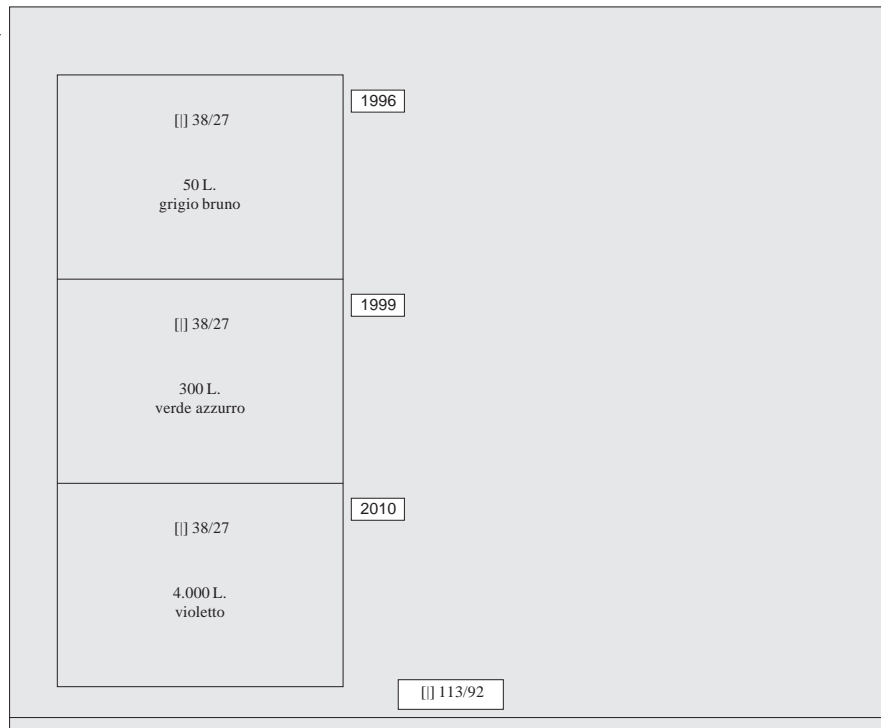 1996
[|] 38/27
50 L.
grigio bruno
1999
[|] 38/27
300 L.
verde azzurro
2010
[|] 38/27
4.000 L.
violetto
[|] 113/92